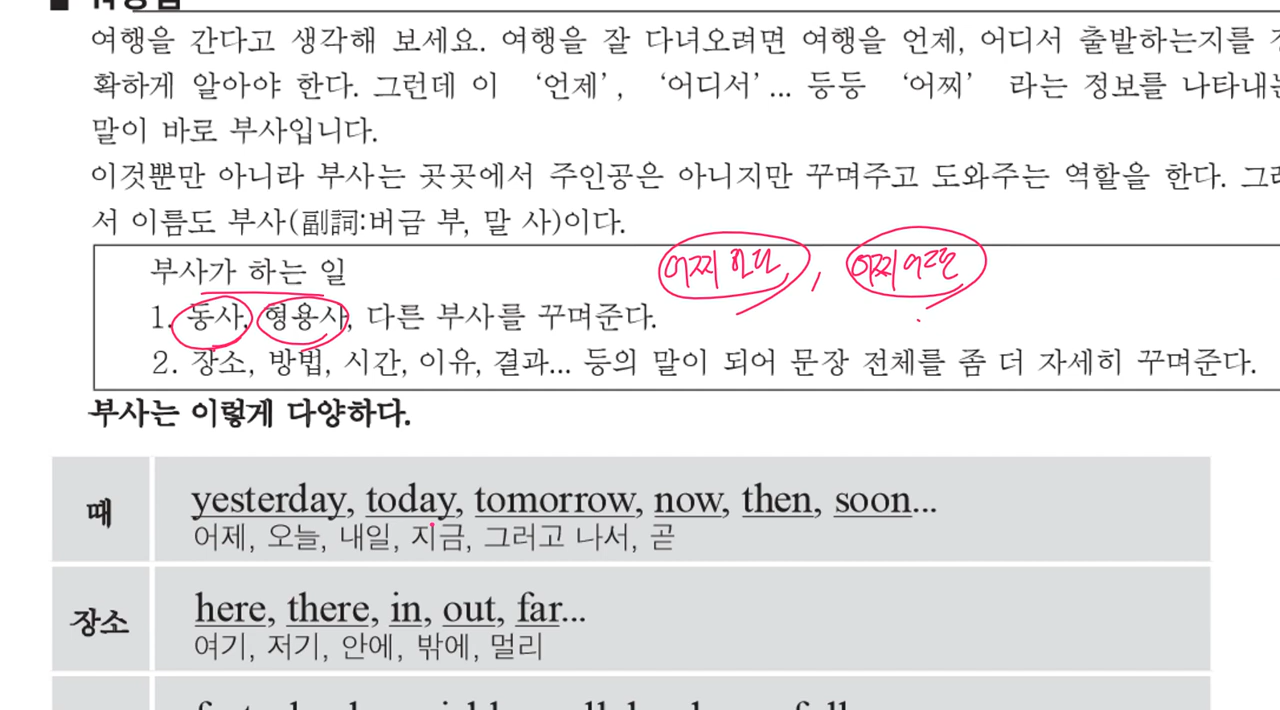 여행을 간다고 생각해 보세요. 여행을 잘 다녀오려면 여행을 언제, 어디서 출발하는지를
확하게 알아야 한다. 그런데 이 ‘언제’, ‘어디서’... 등등 ‘어찌’ 라는 정보를 나타내는
말이 바로 부사입니다.
이것뿐만 아니라 부사는 곳곳에서 주인공은 아니지만 꾸며주고 도와주는 역할을 한다. 그래
서 이름도 부사(副詞:버금 부, 말 사)이다.
어찌 한다, 어찌 어떤
부사가 하는 일
1. 동사, 형용사, 다른 부사를 꾸며준다.
2. 장소, 방법, 시간, 이유, 결과... 등의 말이 되어 문장 전체를 좀 더 자세히 꾸며준다.
부사는 이렇게 다양하다.
때
yesterday, today, tomorrow, now, then, soon...
어제, 오늘, 내일, 지금, 그러고 나서, 곧
장소
here, there, in, out, far...
여기, 저기, 안에, 밖에, 멀리